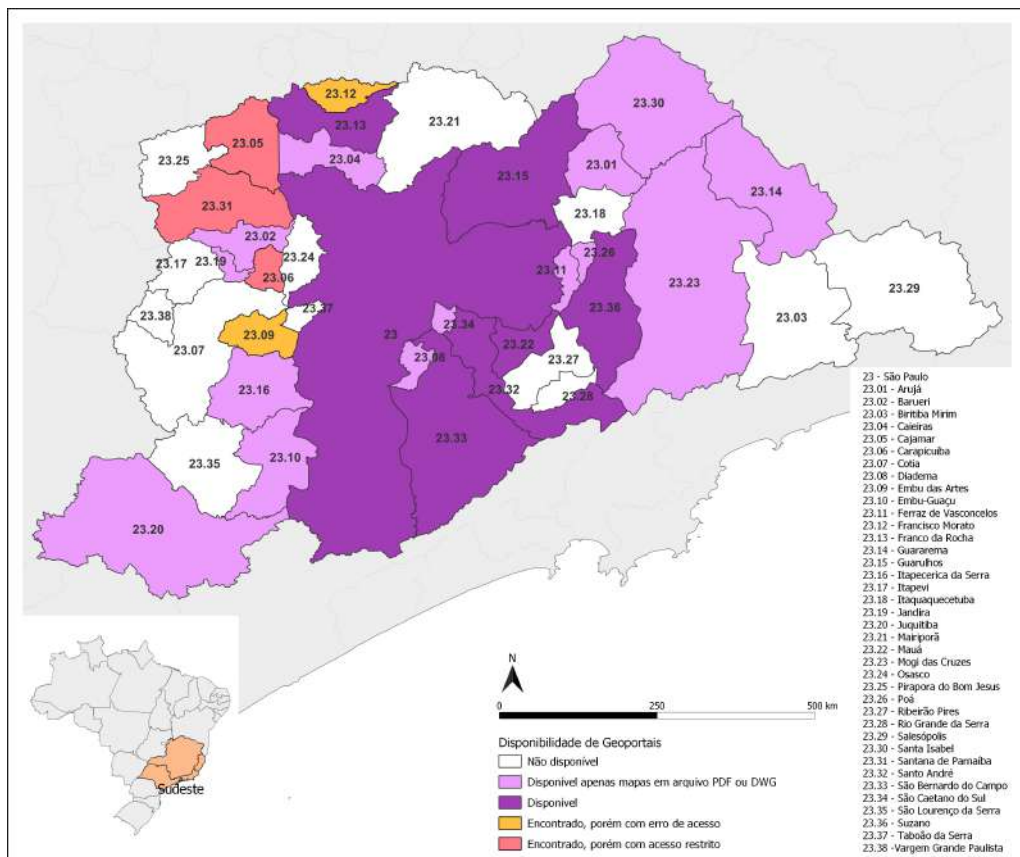 23.12
23.30
23.13
23.21
23.05
23.25
23.04
23.01
23.15
23.14
23.31
23.18
23.02
23.26
23.24
23.17
23.19
23.11
23.06
23.23
23.29
23.36
23.37
23.38
23.03
23.34
23
23.09
23.22
23.07
23.08
23.27
23.16
23.32
23.28
23.33
23.35
23.10
23.20
23 - São Paulo
23.01 - Arujá
23.02 - Barueri
23.03 - Biritiba Mirim
23.04 - Caieiras
23.05 - Cajamar
23.06 - Carapicuíba
23.07 - Cotia
23.08 - Diadema
23.09 - Embu das Artes
23.10 - Embu-Guaçu
23.11 - Ferraz de Vasconcelos
23.12 - Francisco Morato
23.13 - Franco da Rocha
23.14 - Guararema
23.15 - Guarulhos
23.16 - Itapecerica da Serra
23.17 - Itapevi
23.18 - Itaquaquecetuba
23.19 - Jandira
23.20 - Juquitiba
23.21 - Mairiporã
23.22 - Mauá
23.23 - Mogi das Cruzes
23.24 - Osasco
23.25 - Pirapora do Bom Jesus
23.26 - Poá
23.27 - Ribeirão Pires
23.28 - Rio Grande da Serra
23.29 - Salesópolis
23.30 - Santa Isabel
23.31 - Santana de Parnaíba
23.32 - Santo André
23.33 - São Bernardo do Campo
23.34 - São Caetano do Sul
23.35 - São Lourenço da Serra
23.36 - Suzano
23.37 - Taboão da Serra
23.38 -Vargem Grande Paulista
N
0 250 500 km
Disponibilidade de Geoportais
Não disponível
Disponível apenas mapas em arquivo PDF ou DWG
Disponível
Encontrado, porém com erro de acesso
Encontrado, porém com acesso restrito
Sudeste